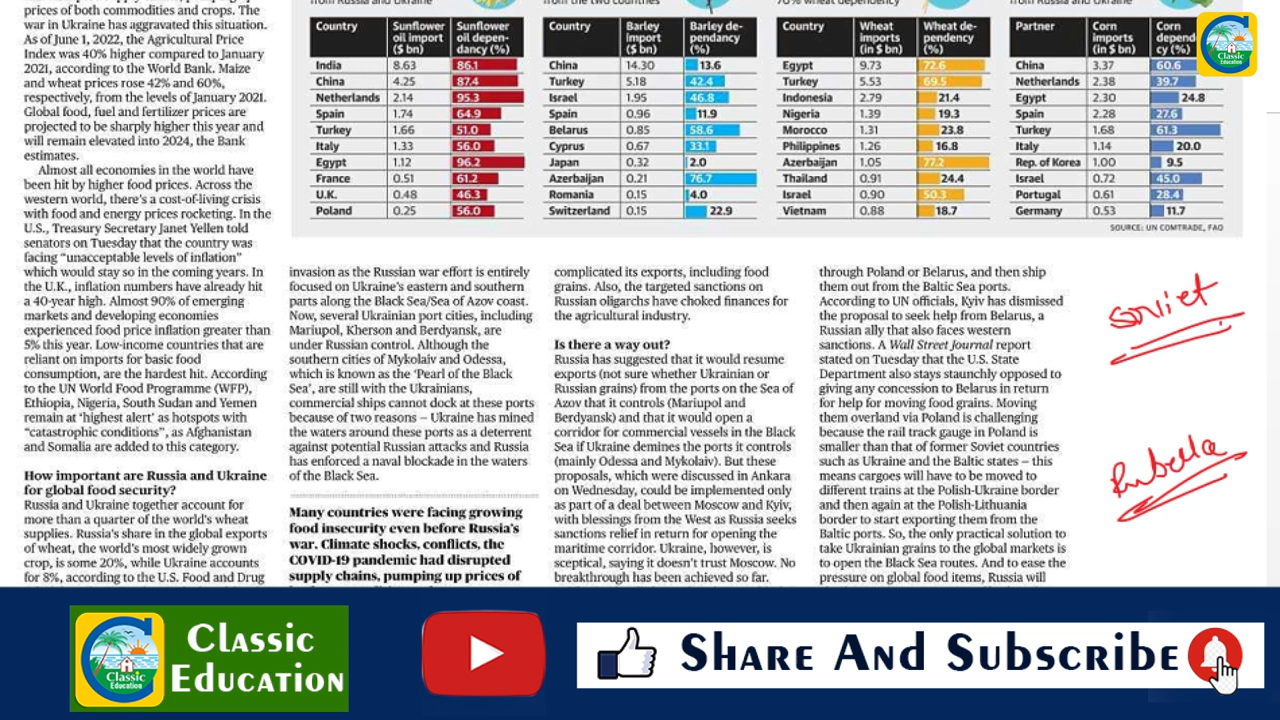 prices of both commodities and crops. The
war in Ukraine has aggravated this situation.
As of June 1, 2022, the Agricultural Price
Index was 40% higher compared to January
2021, according to the World Bank. Maize
and wheat prices rose 42% and 60%,
respectively, from the levels of January 2021.
Global food, fuel and fertilizer prices are
projected to be sharply higher this year and
will remain elevated into 2024, the Bank
estimates.
Almost all economies in the world have
been hit by higher food prices. Across the
western world, there's a cost-of-living crisis
with food and energy prices rocketing. In the
U.S., Treasury Secretary Janet Yellen told
senators on Tuesday that the country was
facing “unacceptable levels of inflation”
which would stay so in the coming years. In
the U.K., inflation numbers have already hit
a 40-year high. Almost 90% of emerging
markets and developing economies
experienced food price inflation greater than
5% this year. Low-income countries that are
reliant on imports for basic food
consumption, are the hardest hit. According
to the UN World Food Programme (WFP),
Ethiopia, Nigeria, South Sudan and Yemen
remain at ‘highest alert’ as hotspots with
“catastrophic conditions”, as Afghanistan
and Somalia are added to this category.
How important are Russia and Ukraine
for global food security?
Russia and Ukraine together account for
more than a quarter of the world's wheat
supplies. Russia's share in the global exports
of wheat, the world's most widely grown
crop, is some 20%, while Ukraine accounts
for 8%, according to the U.S. Food and Drug
from Russia and Ukraine
Country Sunflower oil import ($ bn) Sunflower oil depen-dancy (%)
India 8.63 86.1
China 4.25 87.4
Netherlands 2.14 95.3
Spain 1.74 64.9
Turkey 1.66 51.0
Italy 1.33 56.0
Egypt 1.12 96.2
France 0.51 61.2
U.K. 0.48 46.3
Poland 0.25 56.0
from the two countries
Country Barley import ($ bn) Barley de-pendancy (%)
China 14.30 13.6
Turkey 5.18 42.4
Israel 1.95 46.8
Spain 0.96 11.9
Belarus 0.85 58.6
Cyprus 0.67 33.1
Japan 0.32 2.0
Azerbaijan 0.21 76.7
Romania 0.15 4.0
Switzerland 0.15 22.9
70% wheat dependency
Country Wheat imports (in $ bn) Wheat de-pendency (%)
Egypt 9.73 72.6
Turkey 5.53 69.5
Indonesia 2.79 21.4
Nigeria 1.39 19.3
Morocco 1.31 23.8
Philippines 1.26 16.8
Azerbaijan 1.05 77.2
Thailand 0.91 24.4
Israel 0.90 50.3
Vietnam 0.88 18.7
from Russia and Ukraine
Partner Corn imports (in $ bn) Corn depende cy (%)
China 3.37 60.6
Netherlands 2.38 39.7
Egypt 2.30 24.8
Spain 2.28 27.6
Turkey 1.68 61.3
Italy 1.14 20.0
Rep. of Korea 1.00 9.5
Israel 0.72 45.0
Portugal 0.61 28.4
Germany 0.53 11.7
SOURCE: UN COMTRADE, FAO
invasion as the Russian war effort is entirely
focused on Ukraine's eastern and southern
parts along the Black Sea/Sea of Azov coast.
Now, several Ukrainian port cities, including
Mariupol, Kherson and Berdyansk, are
under Russian control. Although the
southern cities of Mykolaiv and Odessa,
which is known as the ‘Pearl of the Black
Sea’, are still with the Ukrainians,
commercial ships cannot dock at these ports
because of two reasons – Ukraine has mined
the waters around these ports as a deterrent
against potential Russian attacks and Russia
has enforced a naval blockade in the waters
of the Black Sea.
Many countries were facing growing
food insecurity even before Russia's
war. Climate shocks, conflicts, the
COVID-19 pandemic had disrupted
supply chains, pumping up prices of
complicated its exports, including food
grains. Also, the targeted sanctions on
Russian oligarchs have choked finances for
the agricultural industry.
Is there a way out?
Russia has suggested that it would resume
exports (not sure whether Ukrainian or
Russian grains) from the ports on the Sea of
Azov that it controls (Mariupol and
Berdyansk) and that it would open a
corridor for commercial vessels in the Black
Sea if Ukraine demines the ports it controls
(mainly Odessa and Mykolaiv). But these
proposals, which were discussed in Ankara
on Wednesday, could be implemented only
as part of a deal between Moscow and Kyiv,
with blessings from the West as Russia seeks
sanctions relief in return for opening the
maritime corridor. Ukraine, however, is
sceptical, saying it doesn't trust Moscow. No
breakthrough has been achieved so far.
through Poland or Belarus, and then ship
them out from the Baltic Sea ports.
According to UN officials, Kyiv has dismissed
the proposal to seek help from Belarus, a
Russian ally that also faces western
sanctions. A Wall Street Journal report
stated on Tuesday that the U.S. State
Department also stays staunchly opposed to
giving any concession to Belarus in return
for help for moving food grains. Moving
them overland via Poland is challenging
because the rail track gauge in Poland is
smaller than that of former Soviet countries
such as Ukraine and the Baltic states – this
means cargoes will have to be moved to
different trains at the Polish-Ukraine border
and then again at the Polish-Lithuania
border to start exporting them from the
Baltic ports. So, the only practical solution to
take Ukrainian grains to the global markets is
to open the Black Sea routes. And to ease the
pressure on global food items, Russia will
Soviet
Rubella
Classic
Education
Classic
Education
Classic
Education
Share And Subscribe